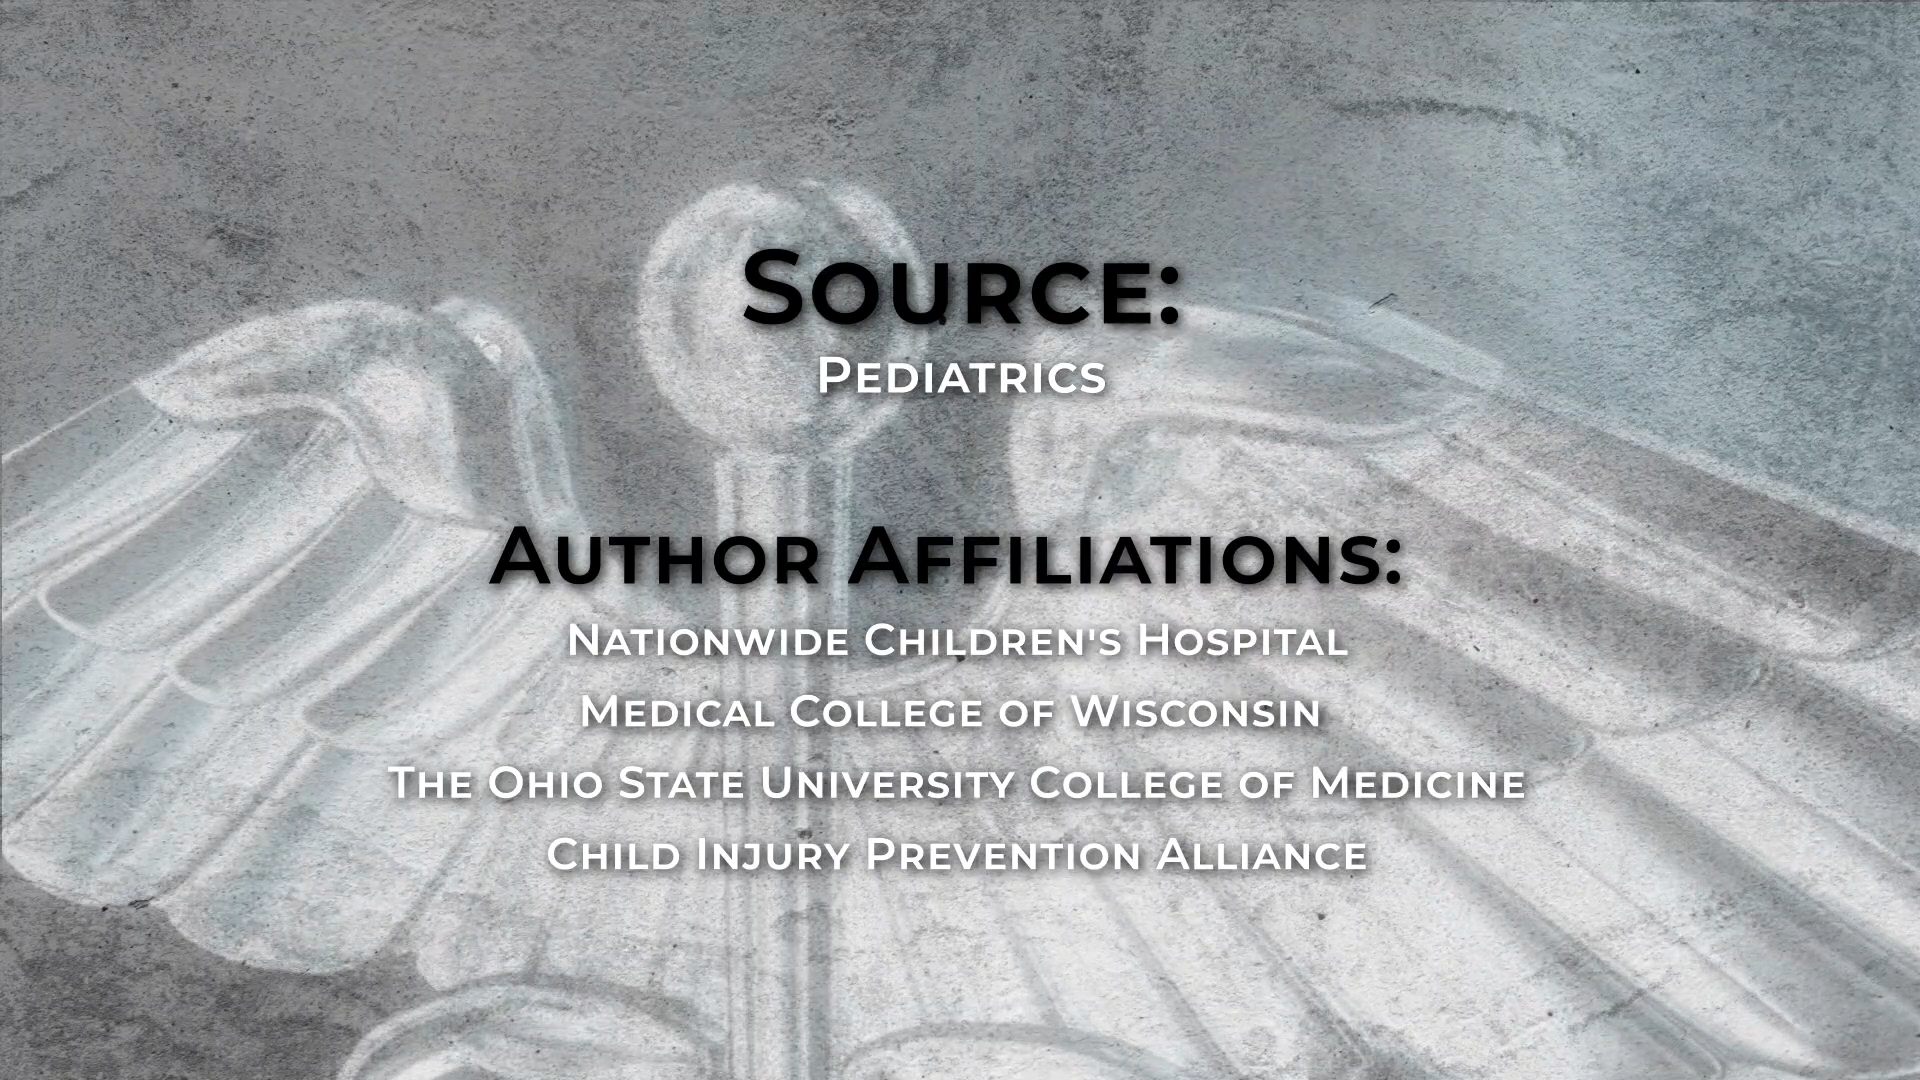 Source:
Pediatrics
Author Affiliations:
Nationwide Children's Hospital
Medical College of Wisconsin
The Ohio State University College of Medicine
Child Injury Prevention Alliance